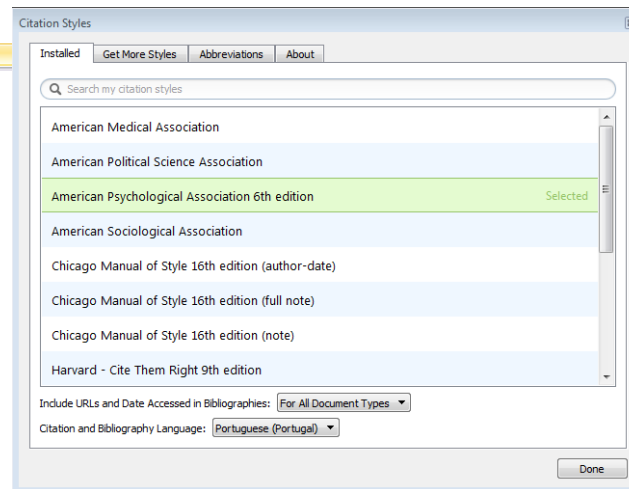 Citation Styles
Installed Get More Styles Abbreviations About
Search my citation styles
American Medical Association
American Political Science Association
American Psychological Association 6th edition Selected
American Sociological Association
Chicago Manual of Style 16th edition (author-date)
Chicago Manual of Style 16th edition (full note)
Chicago Manual of Style 16th edition (note)
Harvard - Cite Them Right 9th edition
Include URLs and Date Accessed in Bibliographies: For All Document Types
Citation and Bibliography Language: Portuguese (Portugal)
Done